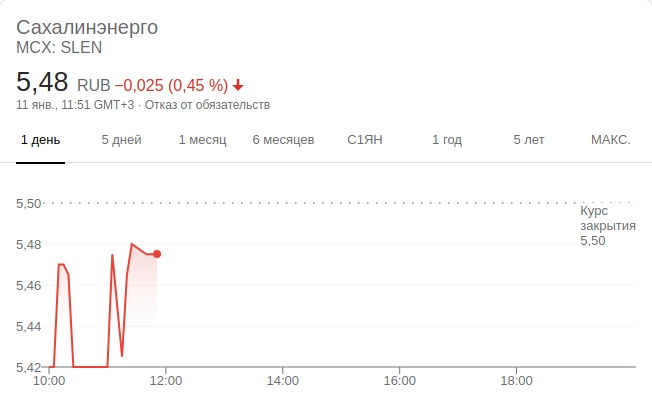 Сахалинэнерго
MCX: SLEN
5,48 RUB −0,025 (0,45 %)
11 янв., 11:51 GMT+3 · Отказ от обязательств
1 день 5 дней 1 месяц 6 месяцев С1ЯН 1 год 5 лет МАКС.
5,50
Курс
закрытия
5,50
5,48
5,46
5,44
5,42
10:00 12:00 14:00 16:00 18:00